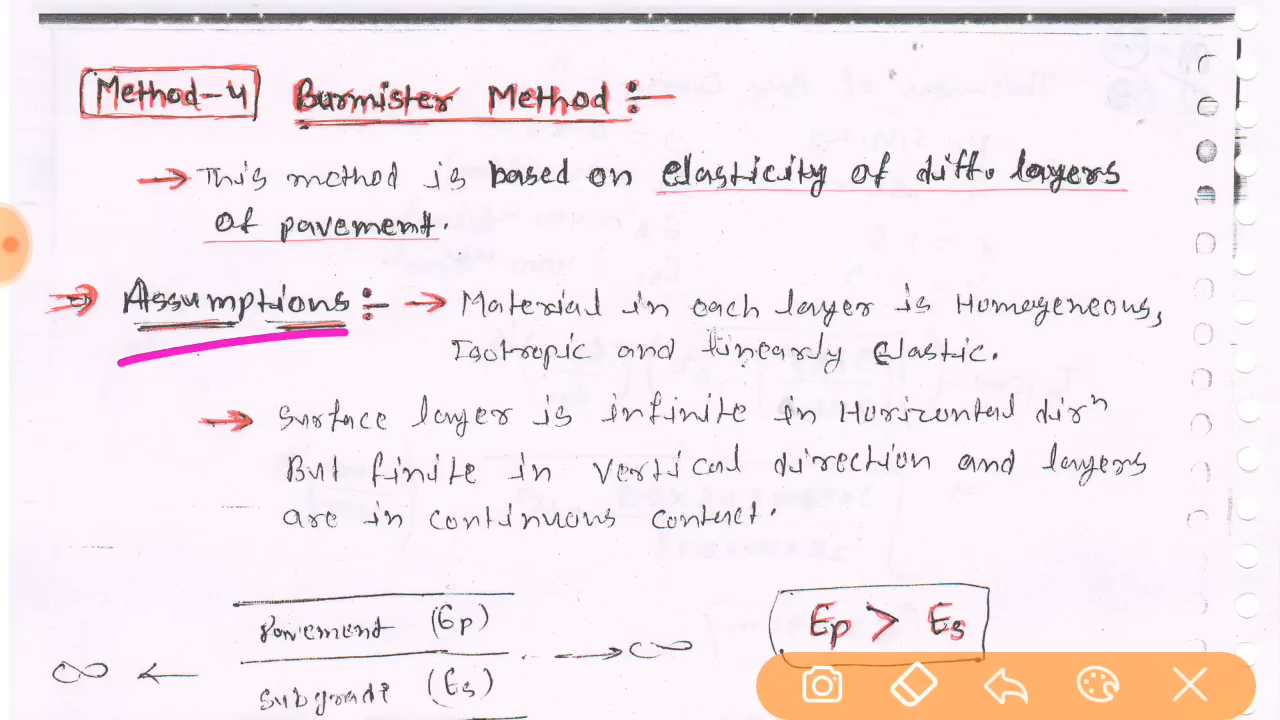 Method-4 Burmister Method :-
→ This method is based on elasticity of diff. layers
of pavement.
⇒ Assumptions :- → Material in each layer is Homogeneous,
Isotropic and linearly elastic.
→ Surface layer is infinite in Horizontal dirⁿ
But finite in vertical direction and layers
are in continuous contact.
Pavement (Ep)
Ep > Es
∞ ← → ∞
Subgrade (Es)